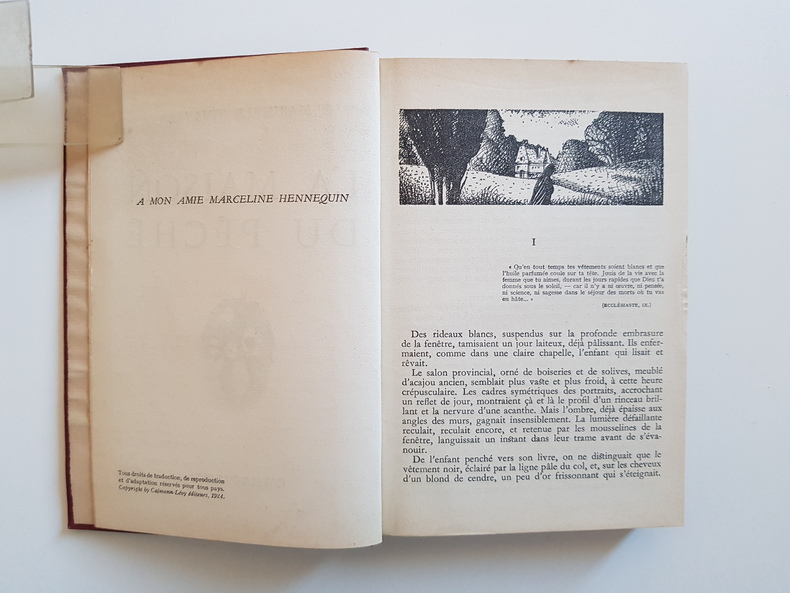 A MON AMIE MARCELINE HENNEQUIN
Tous droits de traduction, de reproduction
et d'adaptation réservés pour tous pays.
Copyright by Calmann-Lévy éditeurs, 1924.
I
« Qu'en tout temps tes vêtements soient blancs et que
l'huile parfumée coule sur ta tête. Jouis de la vie avec la
femme que tu aimes, durant les jours rapides que Dieu t'a
donnés sous le soleil, — car il n'y a ni œuvre, ni pensée,
ni science, ni sagesse dans le séjour des morts où tu vas
en hâte... »
(ECCLÉSIASTE, IX.)
Des rideaux blancs, suspendus sur la profonde embrasure
de la fenêtre, tamisaient un jour laiteux, déjà pâlissant. Ils enfer-
maient, comme dans une claire chapelle, l'enfant qui lisait et
rêvait.
Le salon provincial, orné de boiseries et de solives, meublé
d'acajou ancien, semblait plus vaste et plus froid, à cette heure
crépusculaire. Les cadres symétriques des portraits, accrochant
un reflet de jour, montraient çà et là le profil d'un rinceau bril-
lant et la nervure d'une acanthe. Mais l'ombre, déjà épaisse aux
angles des murs, gagnait insensiblement. La lumière défaillante
reculait, reculait encore, et retenue par les mousselines de la
fenêtre, languissait un instant dans leur trame avant de s'éva-
nouir.
De l'enfant penché vers son livre, on ne distinguait que le
vêtement noir, éclairé par la ligne pâle du col, et, sur les cheveux
d'un blond de cendre, un peu d'or frissonnant qui s'éteignait.